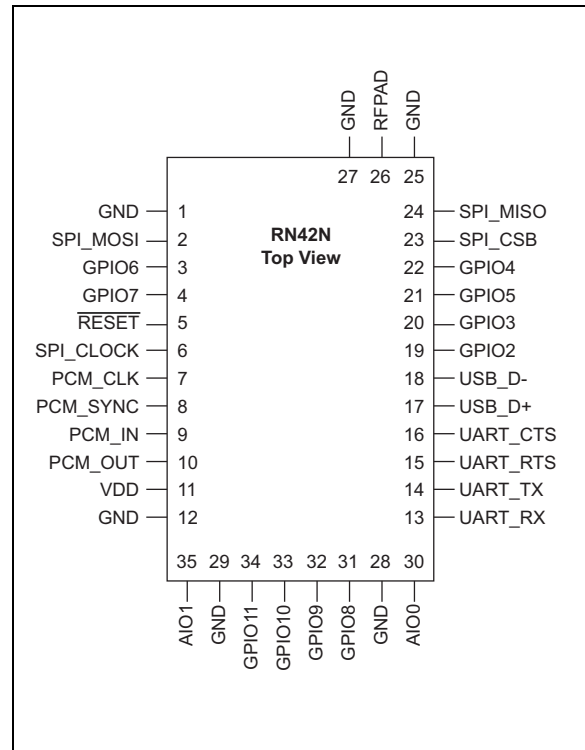 GND RFPAD GND
27 26 25
GND 1 24 SPI_MISO
SPI_MOSI 2 RN42N 23 SPI_CSB
Top View
GPIO6 3 22 GPIO4
GPIO7 4 21 GPIO5
RESET 5 20 GPIO3
SPI_CLOCK 6 19 GPIO2
PCM_CLK 7 18 USB_D-
PCM_SYNC 8 17 USB_D+
PCM_IN 9 16 UART_CTS
PCM_OUT 10 15 UART_RTS
VDD 11 14 UART_TX
GND 12 13 UART_RX
35 29 34 33 32 31 28 30
AIO1 GND GPIO11 GPIO10 GPIO9 GPIO8 GND AIO0